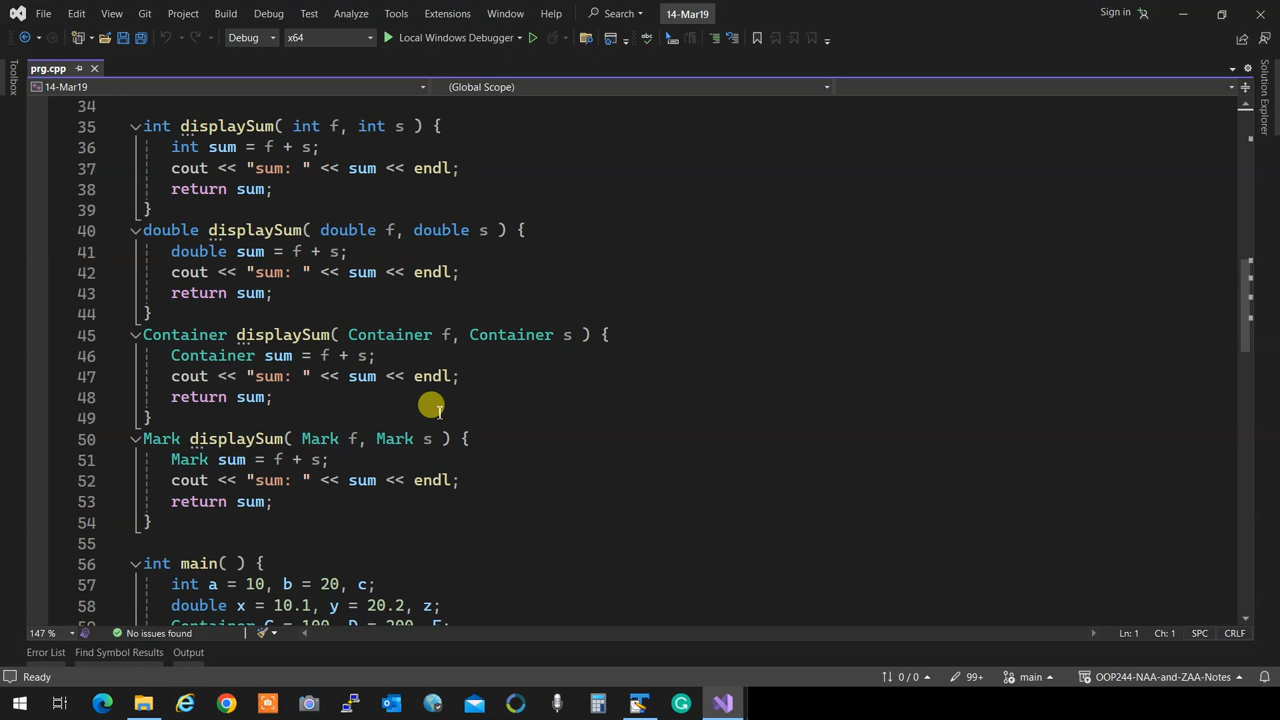 File Edit View Git Project Build Debug Test Analyze Tools Extensions Window Help Search 14-Mar19 Sign in
Debug x64 Local Windows Debugger
prg.cpp
14-Mar19 (Global Scope)
Toolbox
Solution Explorer
34
35 int displaySum( int f, int s ) {
36 int sum = f + s;
37 cout << "sum: " << sum << endl;
38 return sum;
39 }
40 double displaySum( double f, double s ) {
41 double sum = f + s;
42 cout << "sum: " << sum << endl;
43 return sum;
44 }
45 Container displaySum( Container f, Container s ) {
46 Container sum = f + s;
47 cout << "sum: " << sum << endl;
48 return sum;
49 }
50 Mark displaySum( Mark f, Mark s ) {
51 Mark sum = f + s;
52 cout << "sum: " << sum << endl;
53 return sum;
54 }
55
56 int main( ) {
57 int a = 10, b = 20, c;
58 double x = 10.1, y = 20.2, z;
147 % No issues found Ln: 1 Ch: 1 SPC CRLF
Error List Find Symbol Results Output
Ready 0 / 0 99+ main OOP244-NAA-and-ZAA-Notes